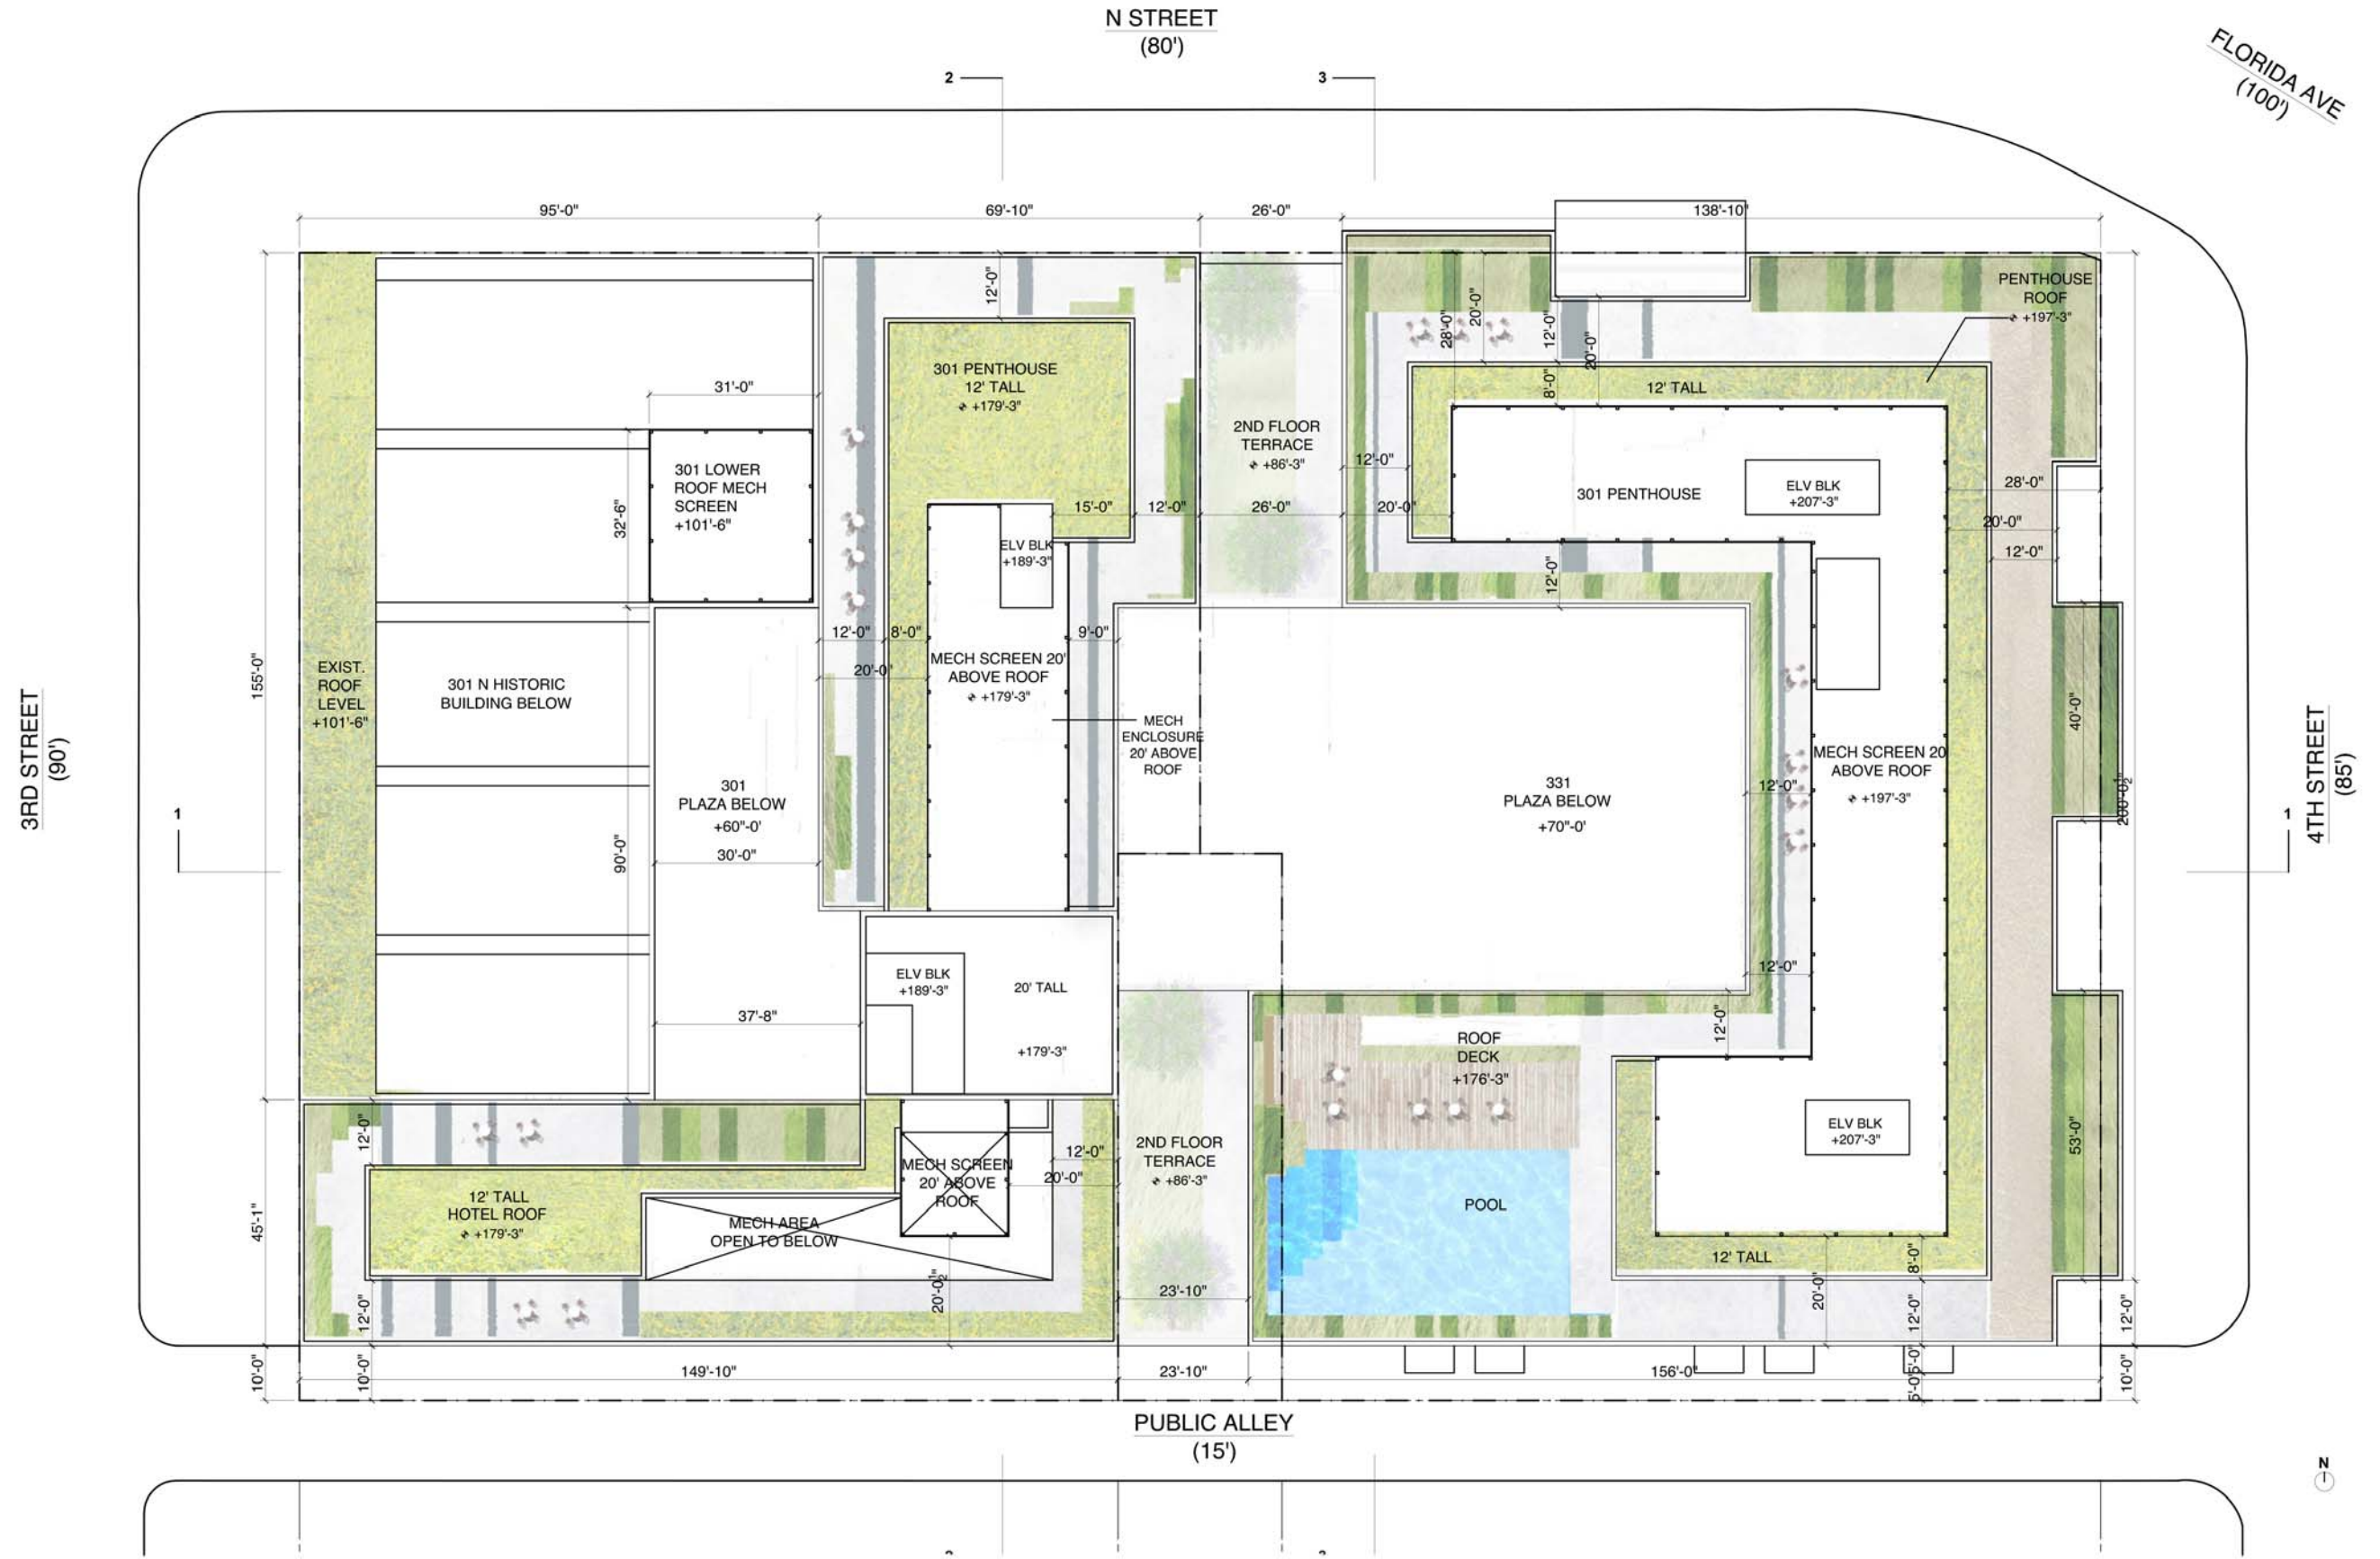 N STREET
(80')
FLORIDA AVE
(100')
2
3
95'-0"
69'-10"
26'-0"
138'-10"
12'-0"
28'-0"
20'-0"
12'-0"
20'-0"
PENTHOUSE
ROOF
+197'-3"
301 PENTHOUSE
12' TALL
+179'-3"
31'-0"
8'-0"
12' TALL
2ND FLOOR
TERRACE
+86'-3"
301 LOWER
ROOF MECH
SCREEN
+101'-6"
32'-6"
15'-0"
12'-0"
26'-0"
12'-0"
20'-0"
301 PENTHOUSE
ELV BLK
+207'-3"
28'-0"
20'-0"
12'-0"
ELV BLK
+189'-3"
12'-0"
12'-0"
8'-0"
9'-0"
20'-0"
MECH SCREEN 20'
ABOVE ROOF
+179'-3"
3RD STREET
(90')
155'-0"
EXIST.
ROOF
LEVEL
+101'-6"
301 N HISTORIC
BUILDING BELOW
MECH
ENCLOSURE
20' ABOVE
ROOF
301
PLAZA BELOW
+60"-0'
30'-0"
90'-0"
331
PLAZA BELOW
+70"-0'
12'-0"
MECH SCREEN 20
ABOVE ROOF
+197'-3"
40'-0"
4TH STREET
(85')
1
1
12'-0"
ELV BLK
+189'-3"
20' TALL
+179'-3"
37'-8"
12'-0"
ROOF
DECK
+176'-3"
ELV BLK
+207'-3"
53'-0"
12'-0"
12'-0"
20'-0"
MECH SCREEN
20' ABOVE
ROOF
2ND FLOOR
TERRACE
+86'-3"
POOL
45'-1"
12' TALL
HOTEL ROOF
+179'-3"
MECH AREA
OPEN TO BELOW
12' TALL
8'-0"
20'-0"
12'-0"
20'-0½"
23'-10"
12'-0"
12'-0"
10'-0"
10'-0"
149'-10"
23'-10"
156'-0"
5'-0"
5'-0"
10'-0"
PUBLIC ALLEY
(15')
N